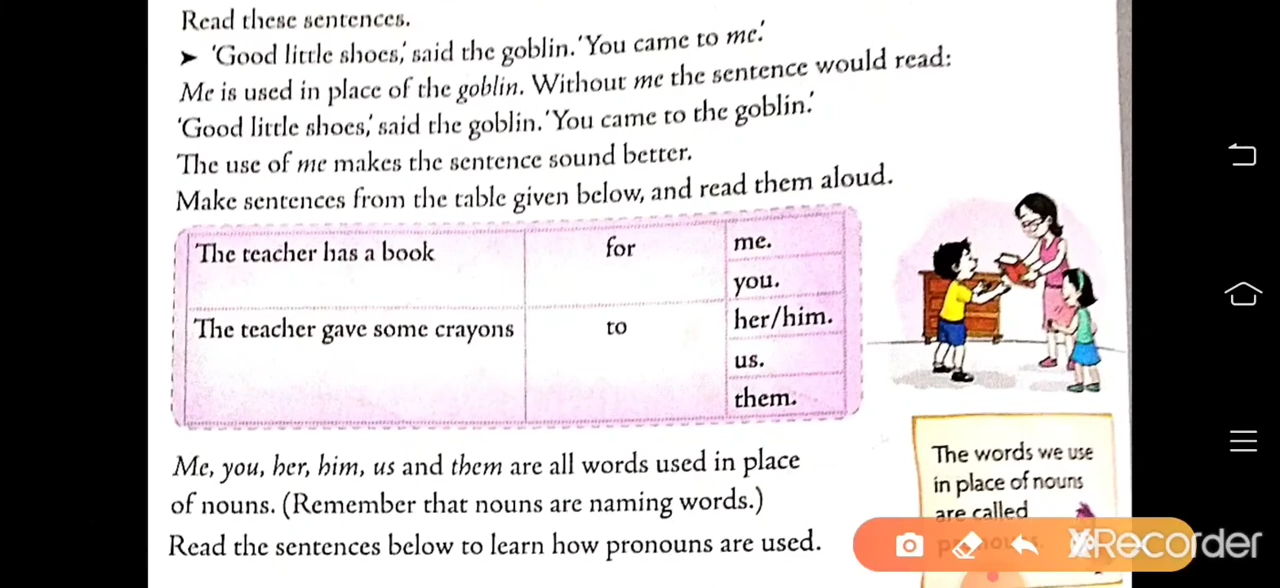 Read these sentences.
➤ 'Good little shoes,' said the goblin. 'You came to me.'
Me is used in place of the goblin. Without me the sentence would read:
'Good little shoes,' said the goblin. 'You came to the goblin.'
The use of me makes the sentence sound better.
Make sentences from the table given below, and read them aloud.
The teacher has a book for me.
you.
The teacher gave some crayons to her/him.
us.
them.
Me, you, her, him, us and them are all words used in place
of nouns. (Remember that nouns are naming words.)
Read the sentences below to learn how pronouns are used.
The words we use
in place of nouns
are called
XRecorder